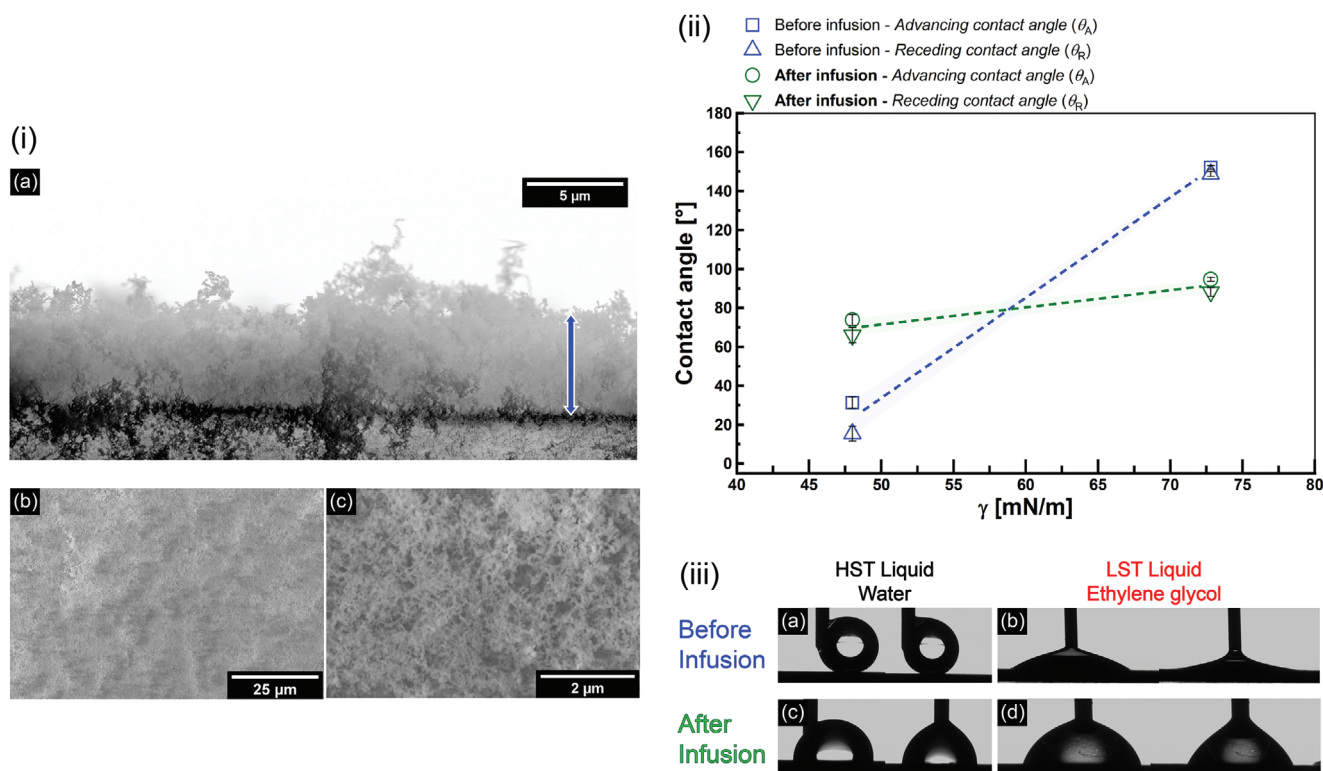 (i)
(a)
5 µm
(b)
25 µm
(c)
2 µm
(ii)
Before infusion - Advancing contact angle (θA)
Before infusion - Receding contact angle (θR)
After infusion - Advancing contact angle (θA)
After infusion - Receding contact angle (θR)
Contact angle [°]
180
160
140
120
100
80
60
40
20
0
40 45 50 55 60 65 70 75 80
γ [mN/m]
(iii)
HST Liquid
Water
LST Liquid
Ethylene glycol
Before
Infusion
(a)
(b)
After
Infusion
(c)
(d)